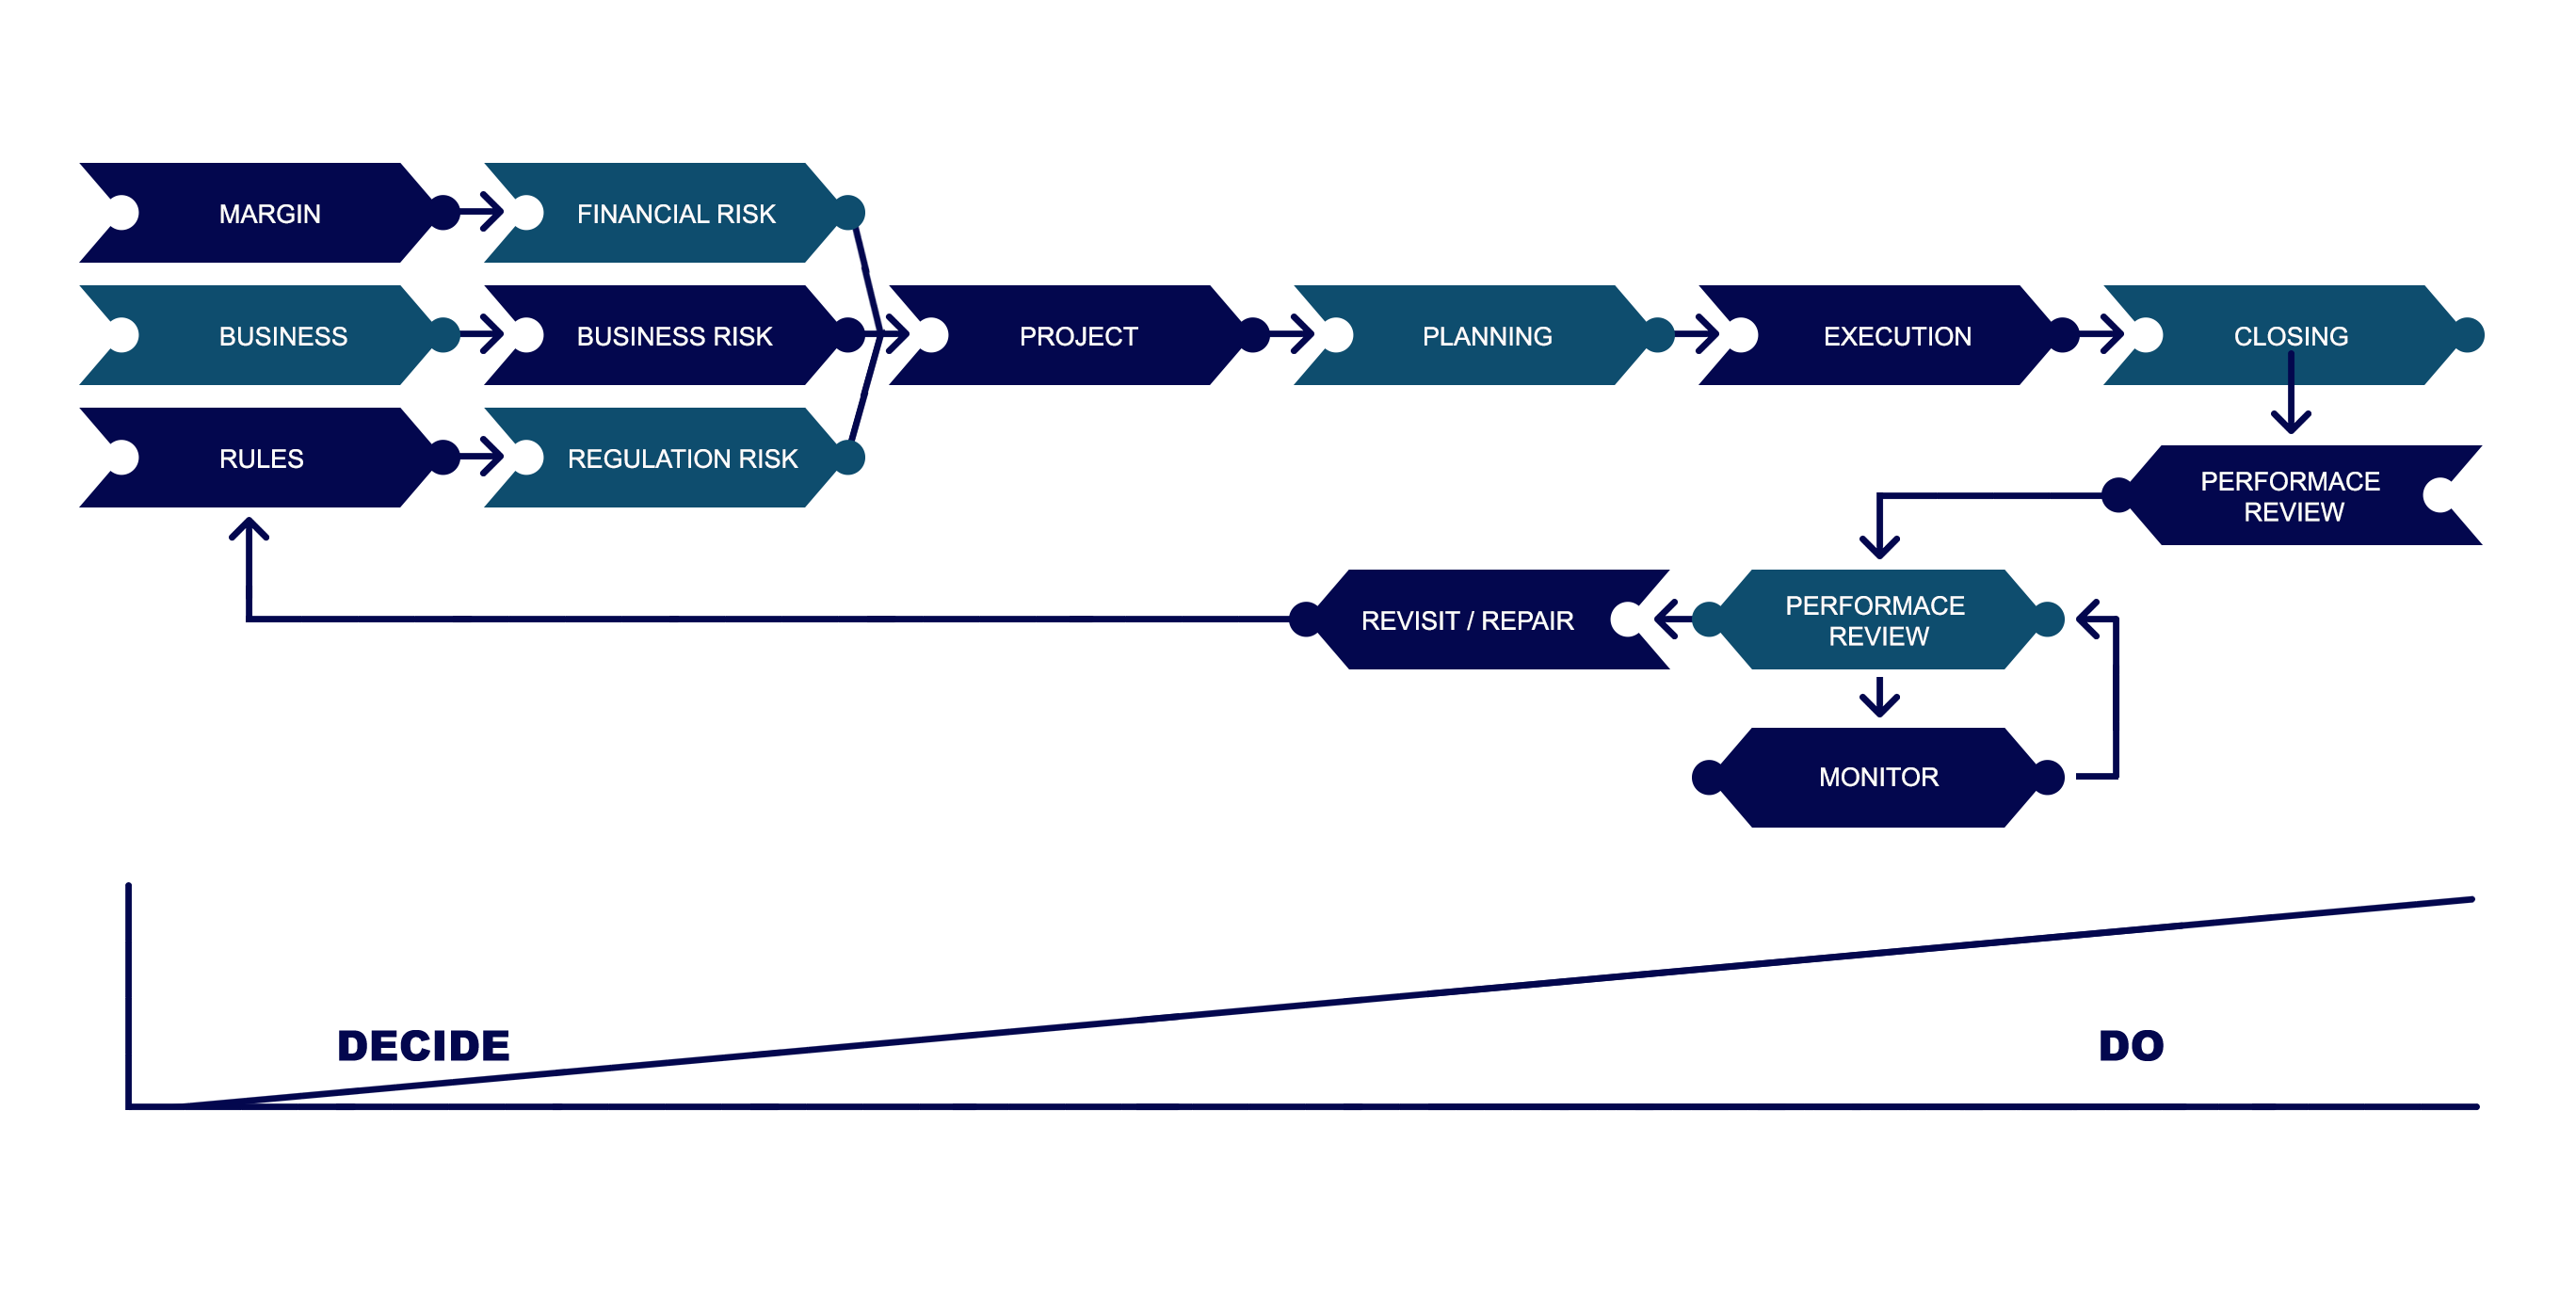 MARGIN
FINANCIAL RISK
BUSINESS
BUSINESS RISK
PROJECT
PLANNING
EXECUTION
CLOSING
RULES
REGULATION RISK
PERFORMACE
REVIEW
REVISIT / REPAIR
PERFORMACE
REVIEW
MONITOR
DECIDE
DO